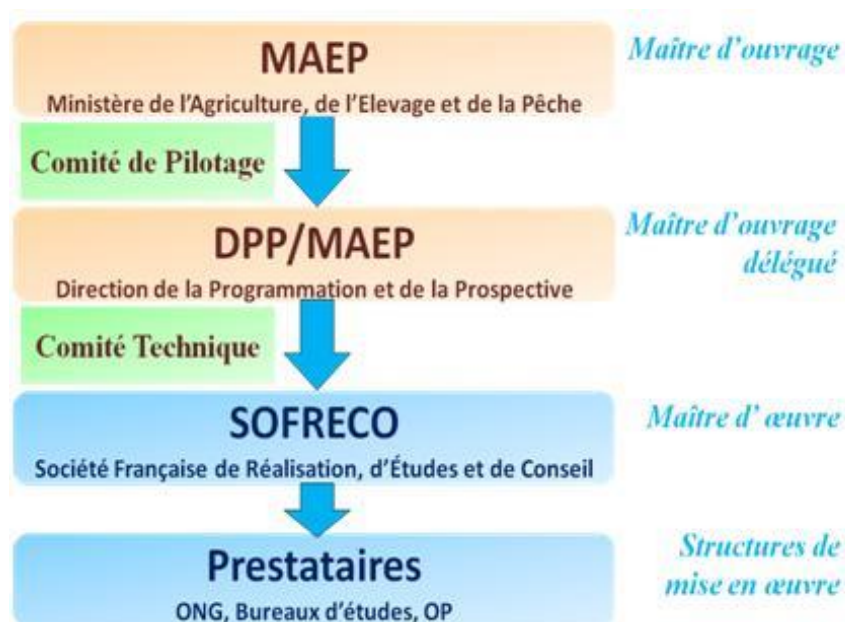 MAEP
Maître d'ouvrage
Ministère de l'Agriculture, de l'Elevage et de la Pêche
Comité de Pilotage
DPP/MAEP
Maître d'ouvrage
délégué
Direction de la Programmation et de la Prospective
Comité Technique
SOFRECO
Maître d' œuvre
Société Française de Réalisation, d'Études et de Conseil
Prestataires
Structures de
mise en œuvre
ONG, Bureaux d'études, OP